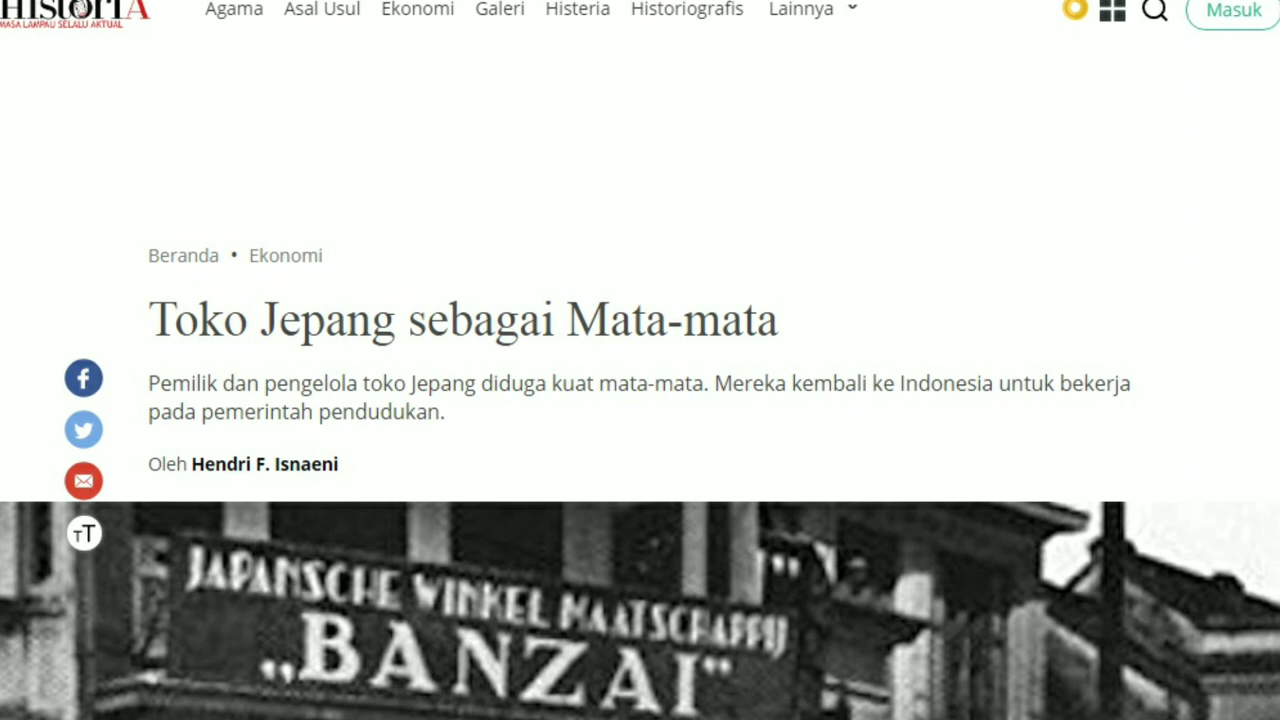 HISTORIA
MASA LAMPAU SELALU AKTUAL
Agama Asal Usul Ekonomi Galeri Histeria Historiografis Lainnya
Masuk
Beranda • Ekonomi
Toko Jepang sebagai Mata-mata
Pemilik dan pengelola toko Jepang diduga kuat mata-mata. Mereka kembali ke Indonesia untuk bekerja
pada pemerintah pendudukan.
Oleh Hendri F. Isnaeni
TT
JAPANSCHE WINKEL MAATSCHAPPIJ
„BANZAI"